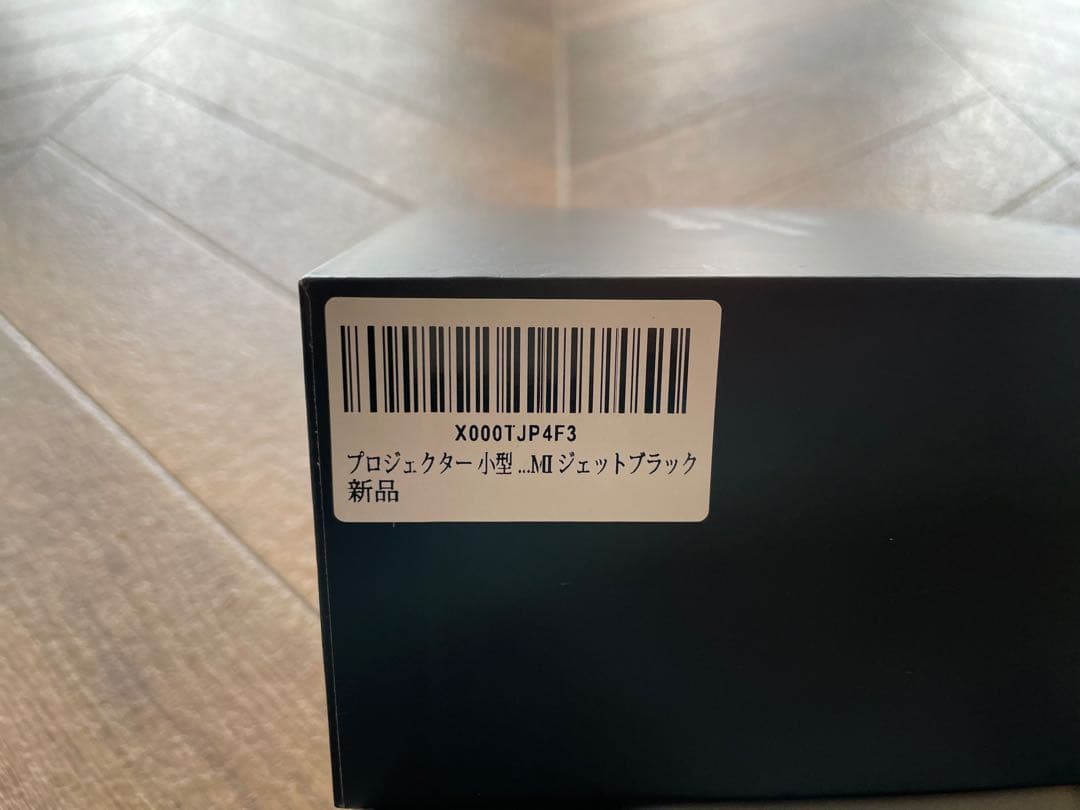 X000TJP4F3
プロジェクター 小型 ...MII ジェットブラック
新品